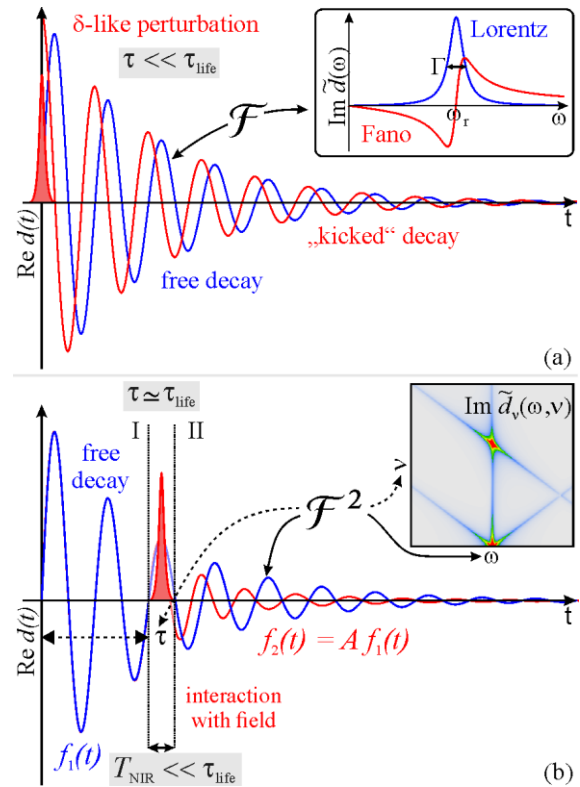 δ-like perturbation
τ << τlife
ℱ
Im d̃(ω)
Lorentz
Γ
ωr
ω
Fano
Re d(t)
t
„kicked“ decay
free decay
(a)
τ ≃ τlife
I II
free
decay
Im d̃ν(ω,ν)
ν
ω
ℱ 2
Re d(t)
t
τ
f2(t) = A f1(t)
interaction
with field
f1(t)
TNIR << τlife
(b)